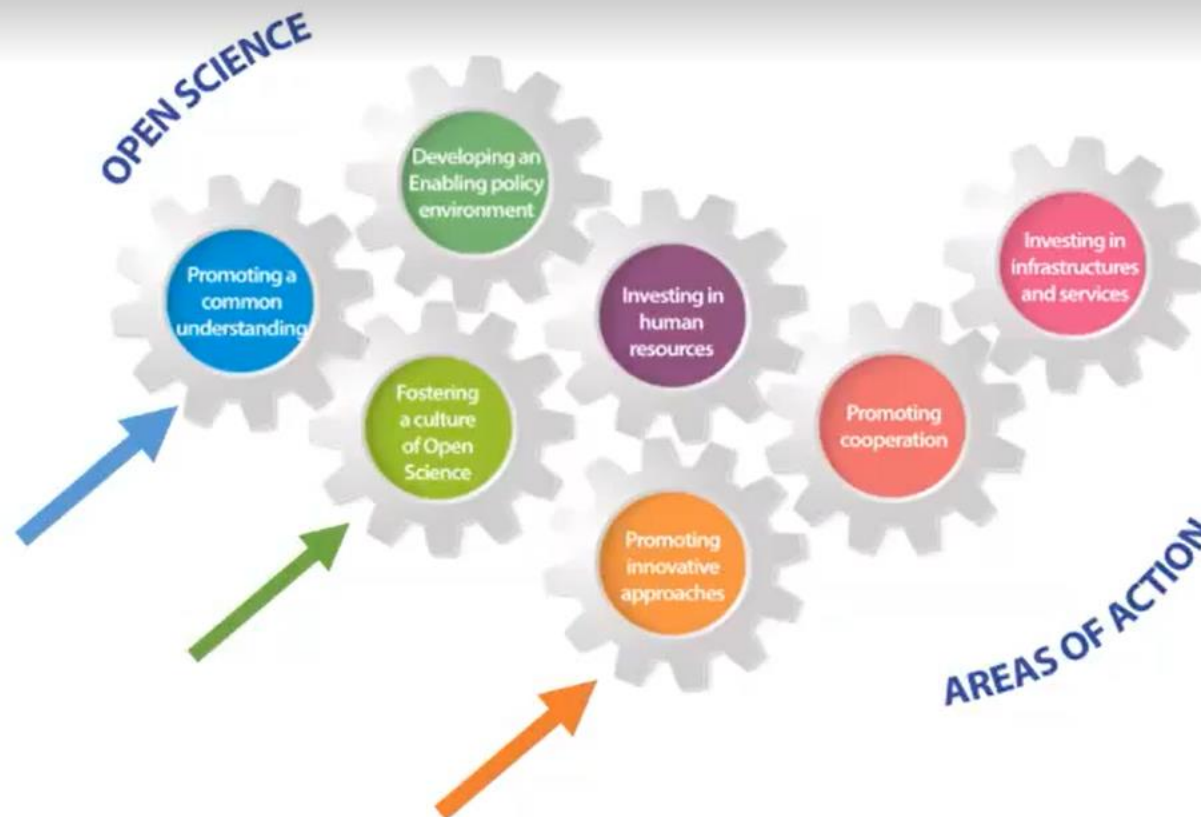 OPEN SCIENCE
Developing an
Enabling policy
environment
Promoting a
common
understanding
Investing in
human
resources
Investing in
infrastructures
and services
Fostering
a culture
of Open
Science
Promoting
cooperation
Promoting
innovative
approaches
AREAS OF ACTION